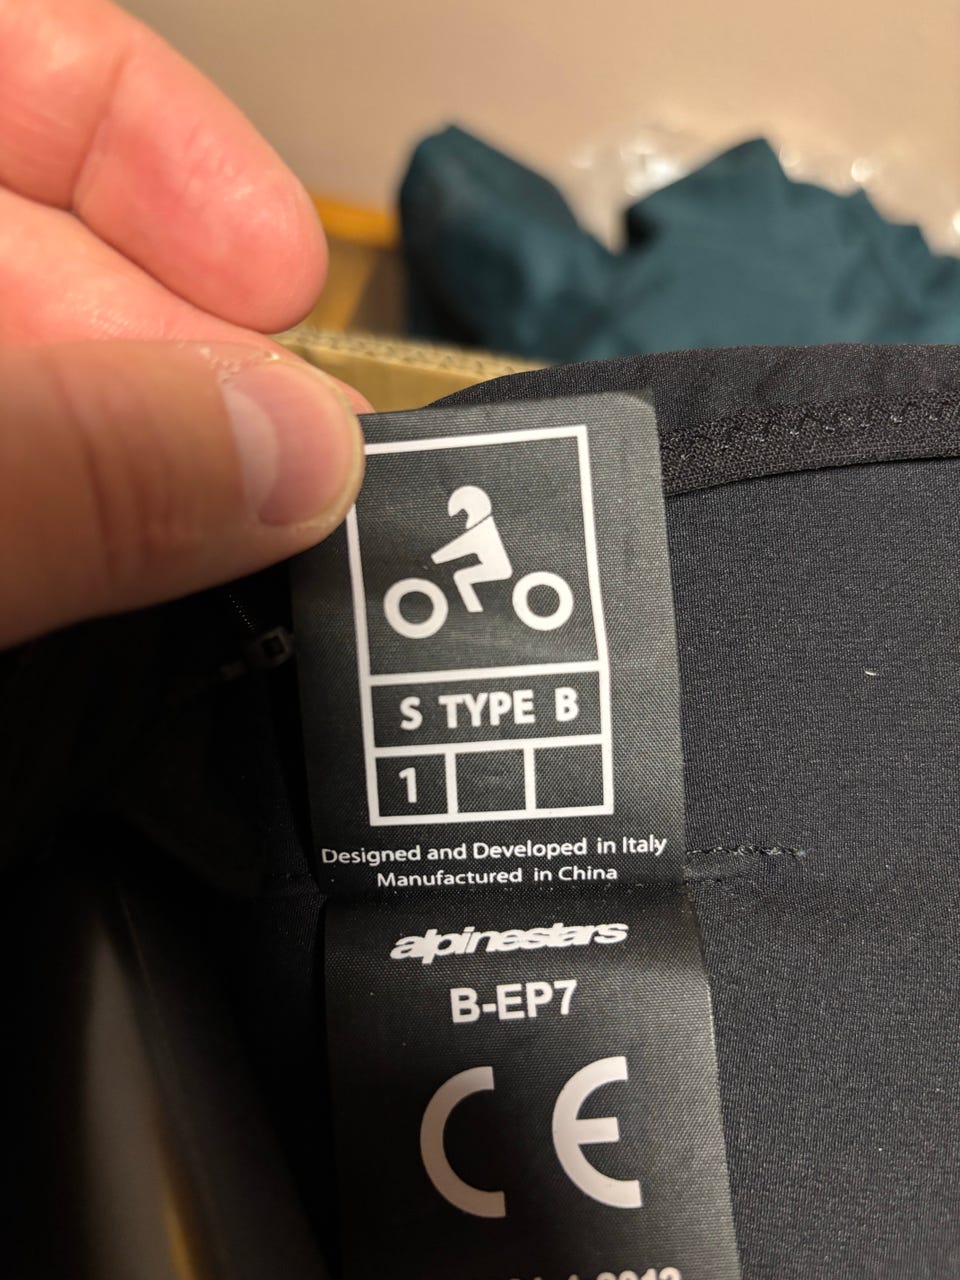 S TYPE B
1
Designed and Developed in Italy
Manufactured in China
alpinestars
B-EP7
CE